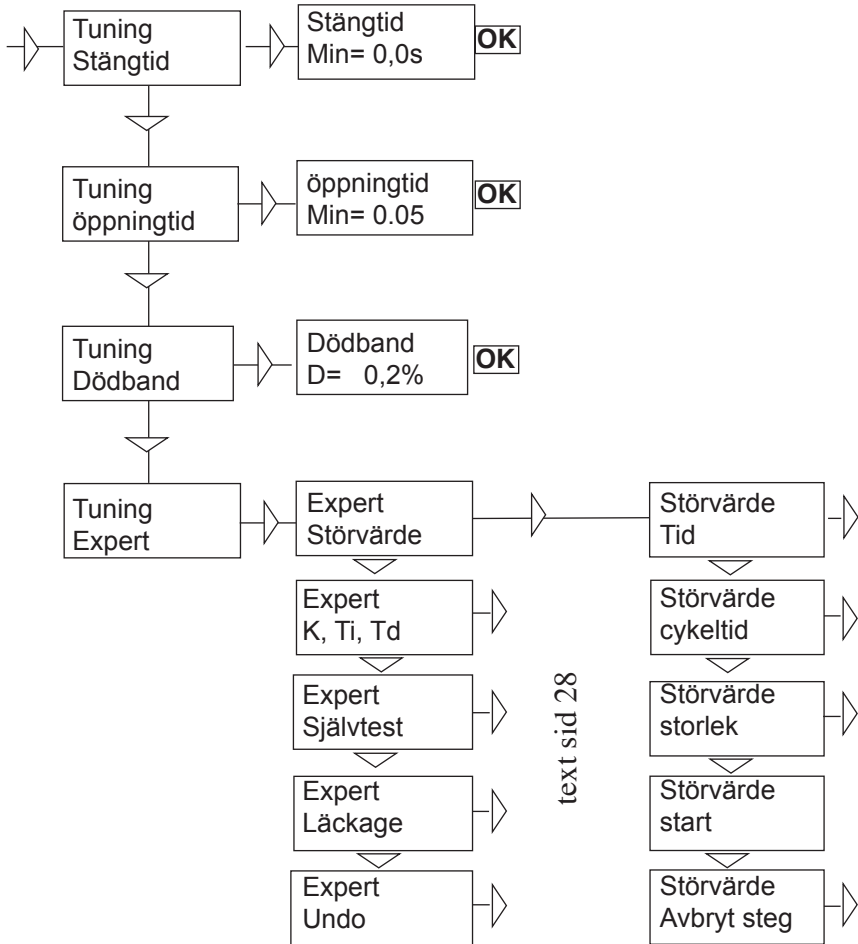 Tuning
Stängtid
Stängtid
Min= 0,0s
OK
Tuning
öppningtid
öppningtid
Min= 0.05
OK
Tuning
Dödband
Dödband
D= 0,2%
OK
Tuning
Expert
Expert
Störvärde
Expert
K, Ti, Td
Expert
Självtest
Expert
Läckage
Expert
Undo
text sid 28
Störvärde
Tid
Störvärde
cykeltid
Störvärde
storlek
Störvärde
start
Störvärde
Avbryt steg